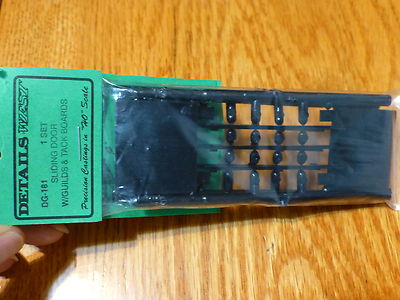 DETAILS WEST
Precision Castings in "HO" Scale
DG-181 1 SET
SLIDING DOOR
W/GUILDS & TACK BOARDS